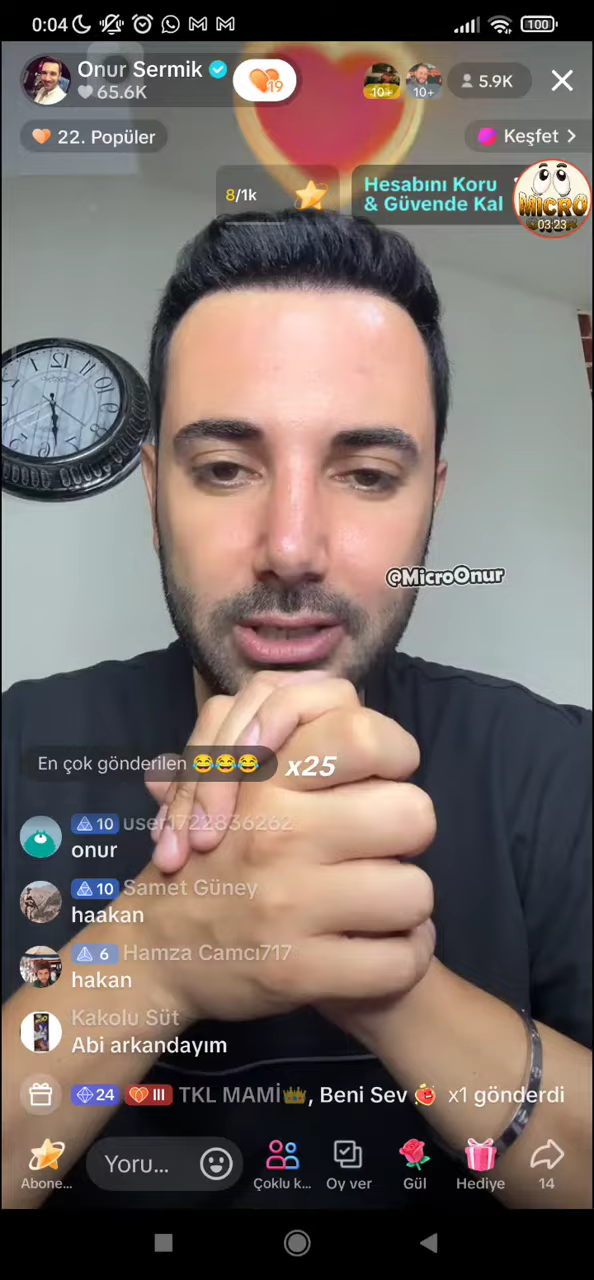 0:04
100
Onur Sermik
65.6K
19
10+
10+
5.9K
22. Popüler
Keşfet
8/1k
Hesabını Koru
& Güvende Kal
MICRO
03:23
@MicroOnur
En çok gönderilen 😂😂😂 x25
10 user1722836262
onur
10 Samet Güney
haakan
6 Hamza Camcı717
hakan
Kakolu Süt
Abi arkandayım
24 III TKL MAMİ👑, Beni Sev x1 gönderdi
Yoru...
Abone...
Çoklu k...
Oy ver
Gül
Hediye
14